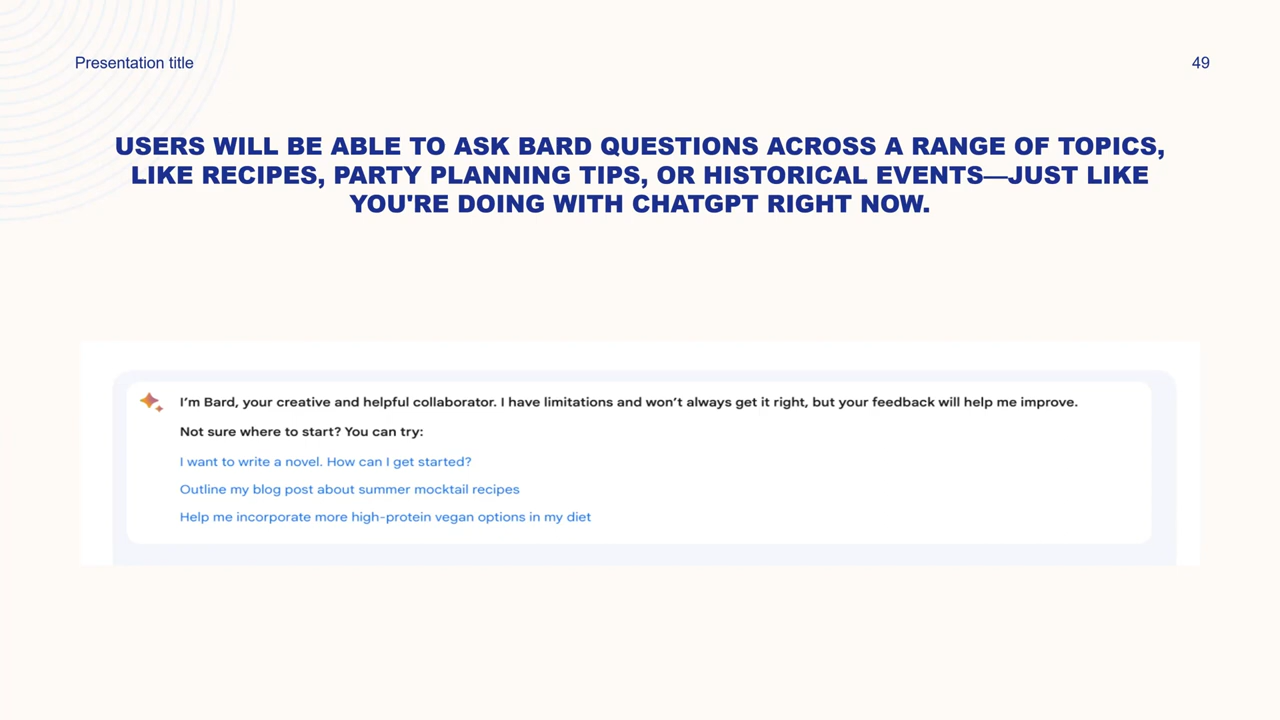 Presentation title
49
USERS WILL BE ABLE TO ASK BARD QUESTIONS ACROSS A RANGE OF TOPICS,
LIKE RECIPES, PARTY PLANNING TIPS, OR HISTORICAL EVENTS—JUST LIKE
YOU'RE DOING WITH CHATGPT RIGHT NOW.
I’m Bard, your creative and helpful collaborator. I have limitations and won’t always get it right, but your feedback will help me improve.
Not sure where to start? You can try:
I want to write a novel. How can I get started?
Outline my blog post about summer mocktail recipes
Help me incorporate more high-protein vegan options in my diet